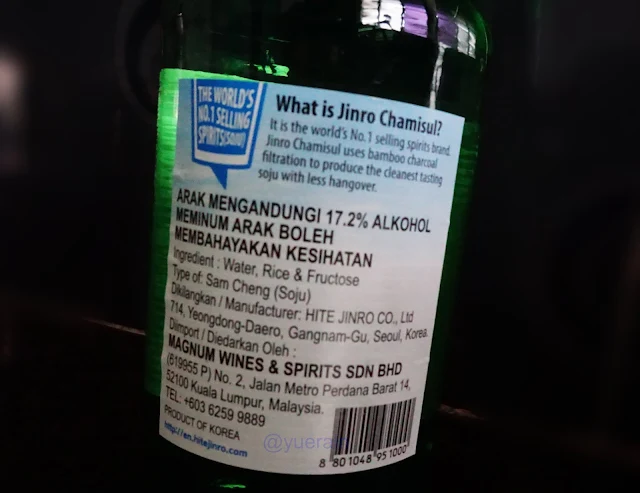 THE WORLD'S
NO.1 SELLING
SPIRITS(SOJU)
What is Jinro Chamisul?
It is the world's No.1 selling spirits brand.
Jinro Chamisul uses bamboo charcoal
filtration to produce the cleanest tasting
soju with less hangover.
ARAK MENGANDUNGI 17.2% ALKOHOL
MEMINUM ARAK BOLEH
MEMBAHAYAKAN KESIHATAN
Ingredient : Water, Rice & Fructose
Type of: Sam Cheng (Soju)
Dikilangkan / Manufacturer: HITE JINRO CO., Ltd
714, Yeongdong-Daero, Gangnam-Gu, Seoul, Korea.
Diimport / Diedarkan Oleh :
MAGNUM WINES & SPIRITS SDN BHD
(619955 P) No. 2, Jalan Metro Perdana Barat 14,
52100 Kuala Lumpur, Malaysia.
TEL: +603 6259 9889
PRODUCT OF KOREA
http://en.hitejinro.com
8 801048 951000